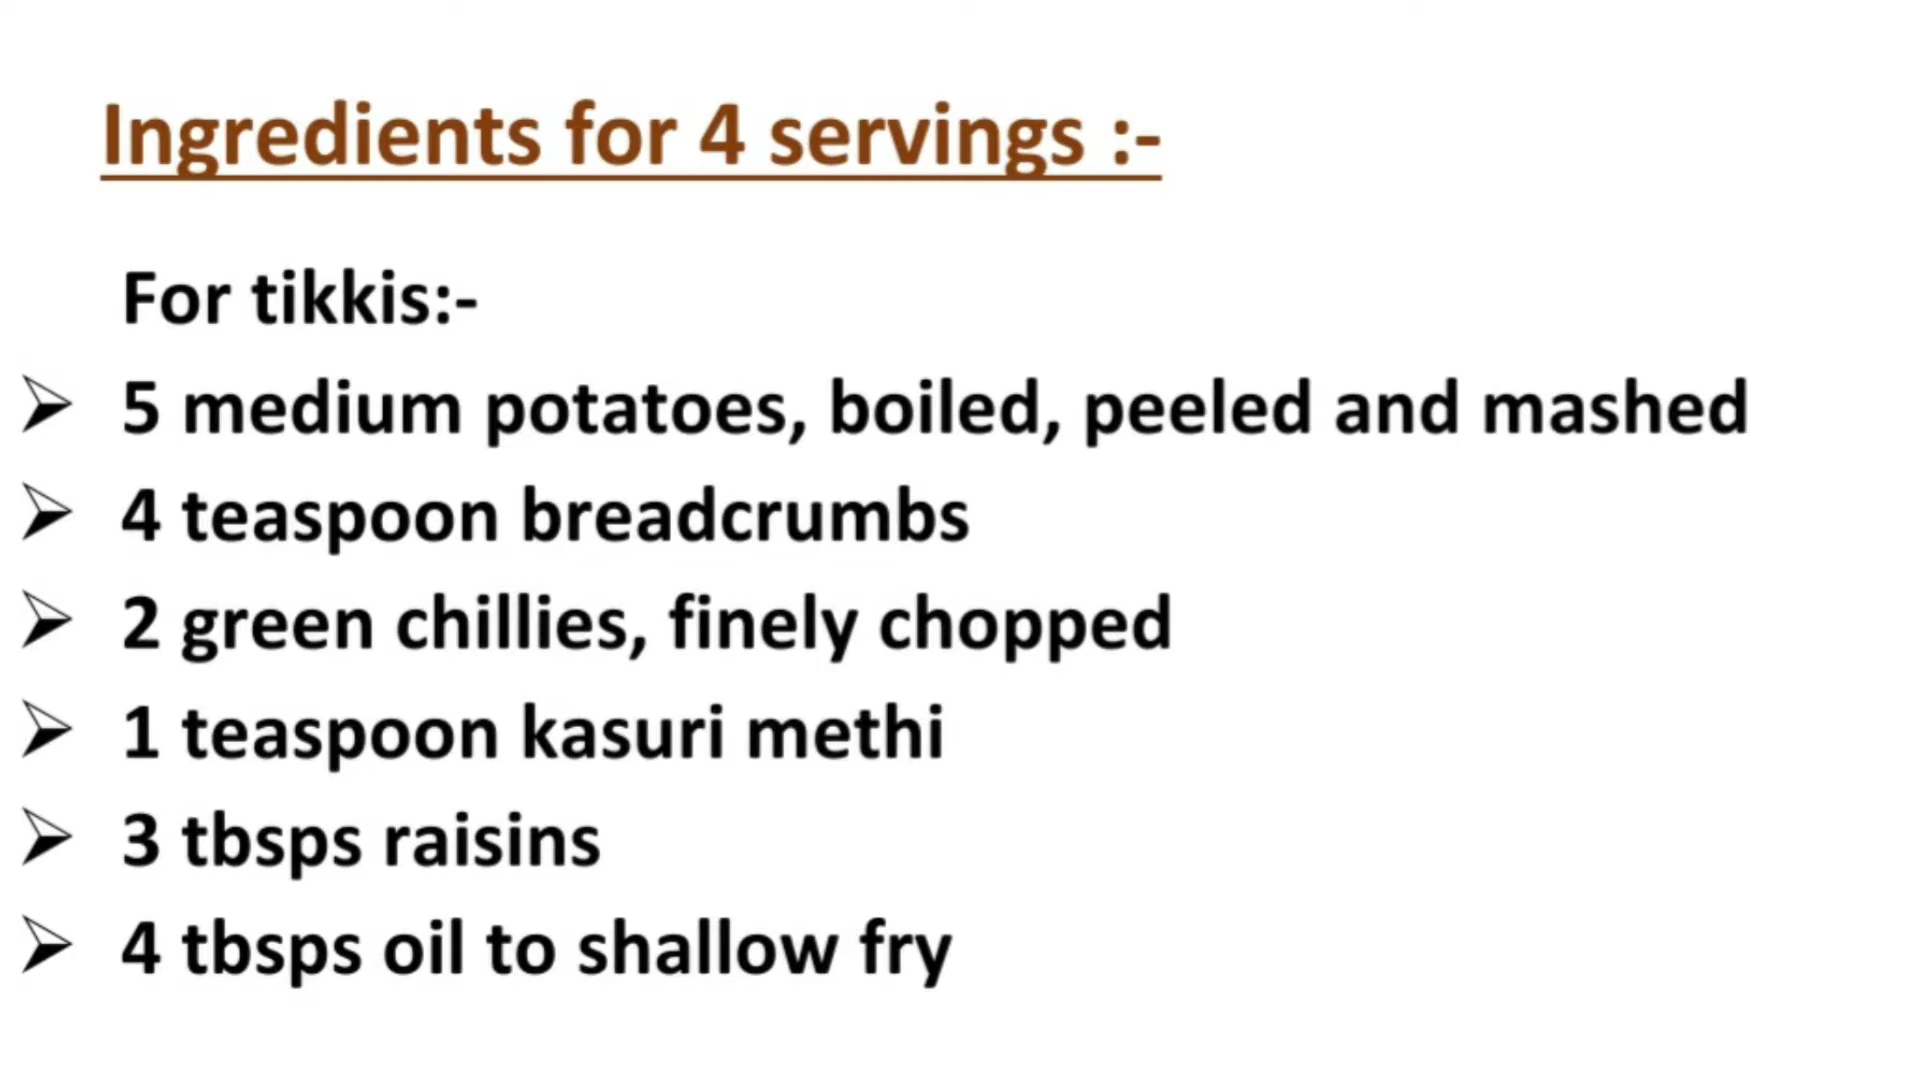 Ingredients for 4 servings :-
For tikkis:-
➢ 5 medium potatoes, boiled, peeled and mashed
➢ 4 teaspoon breadcrumbs
➢ 2 green chillies, finely chopped
➢ 1 teaspoon kasuri methi
➢ 3 tbsps raisins
➢ 4 tbsps oil to shallow fry